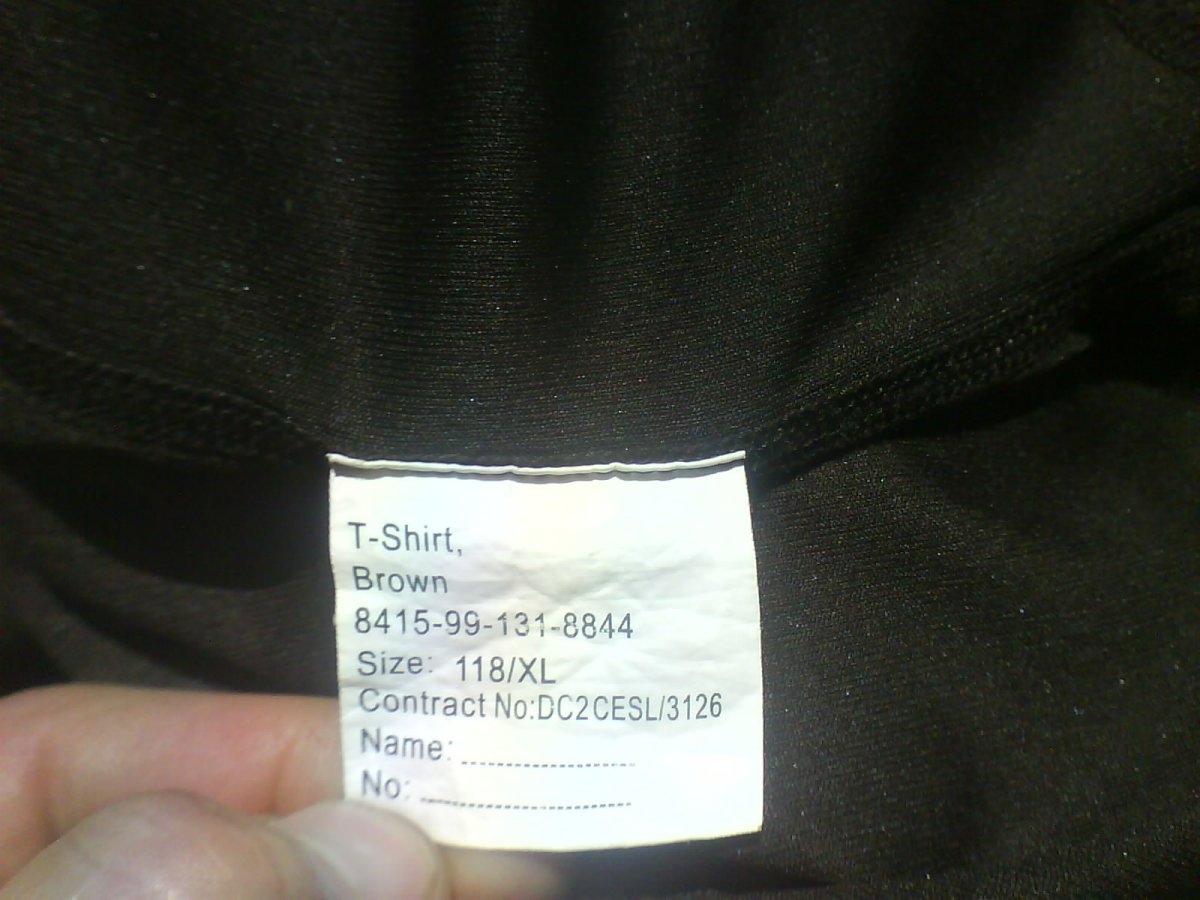 T-Shirt,
Brown
8415-99-131-8844
Size: 118/XL
Contract No:DC2CESL/3126
Name:
No: